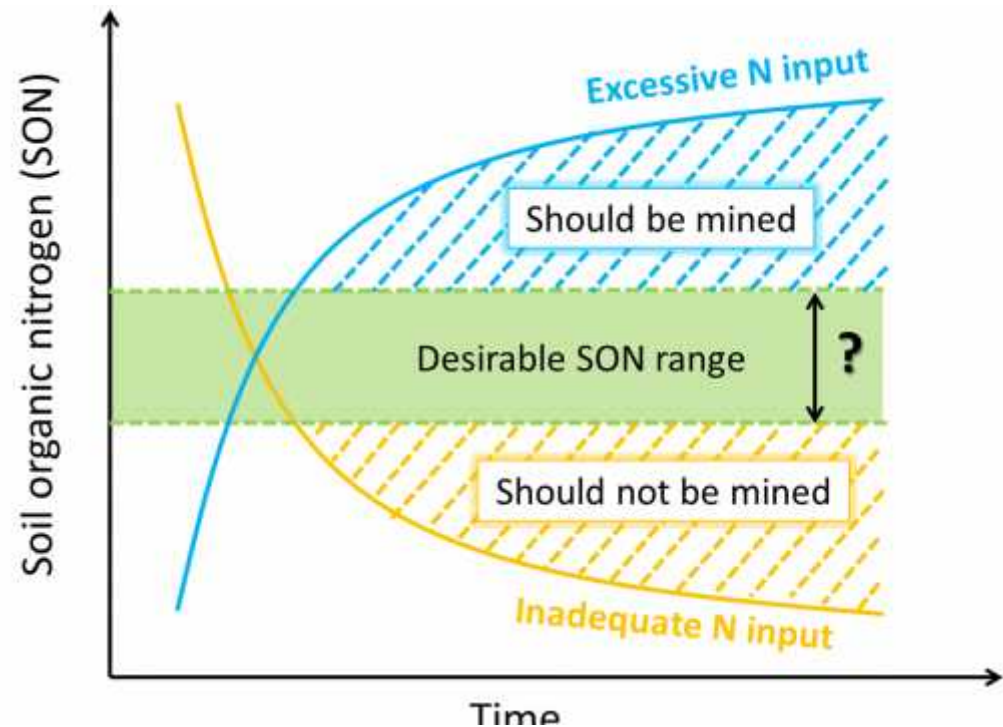 Soil organic nitrogen (SON)
Excessive N input
Should be mined
Desirable SON range
?
Should not be mined
Inadequate N input
Time